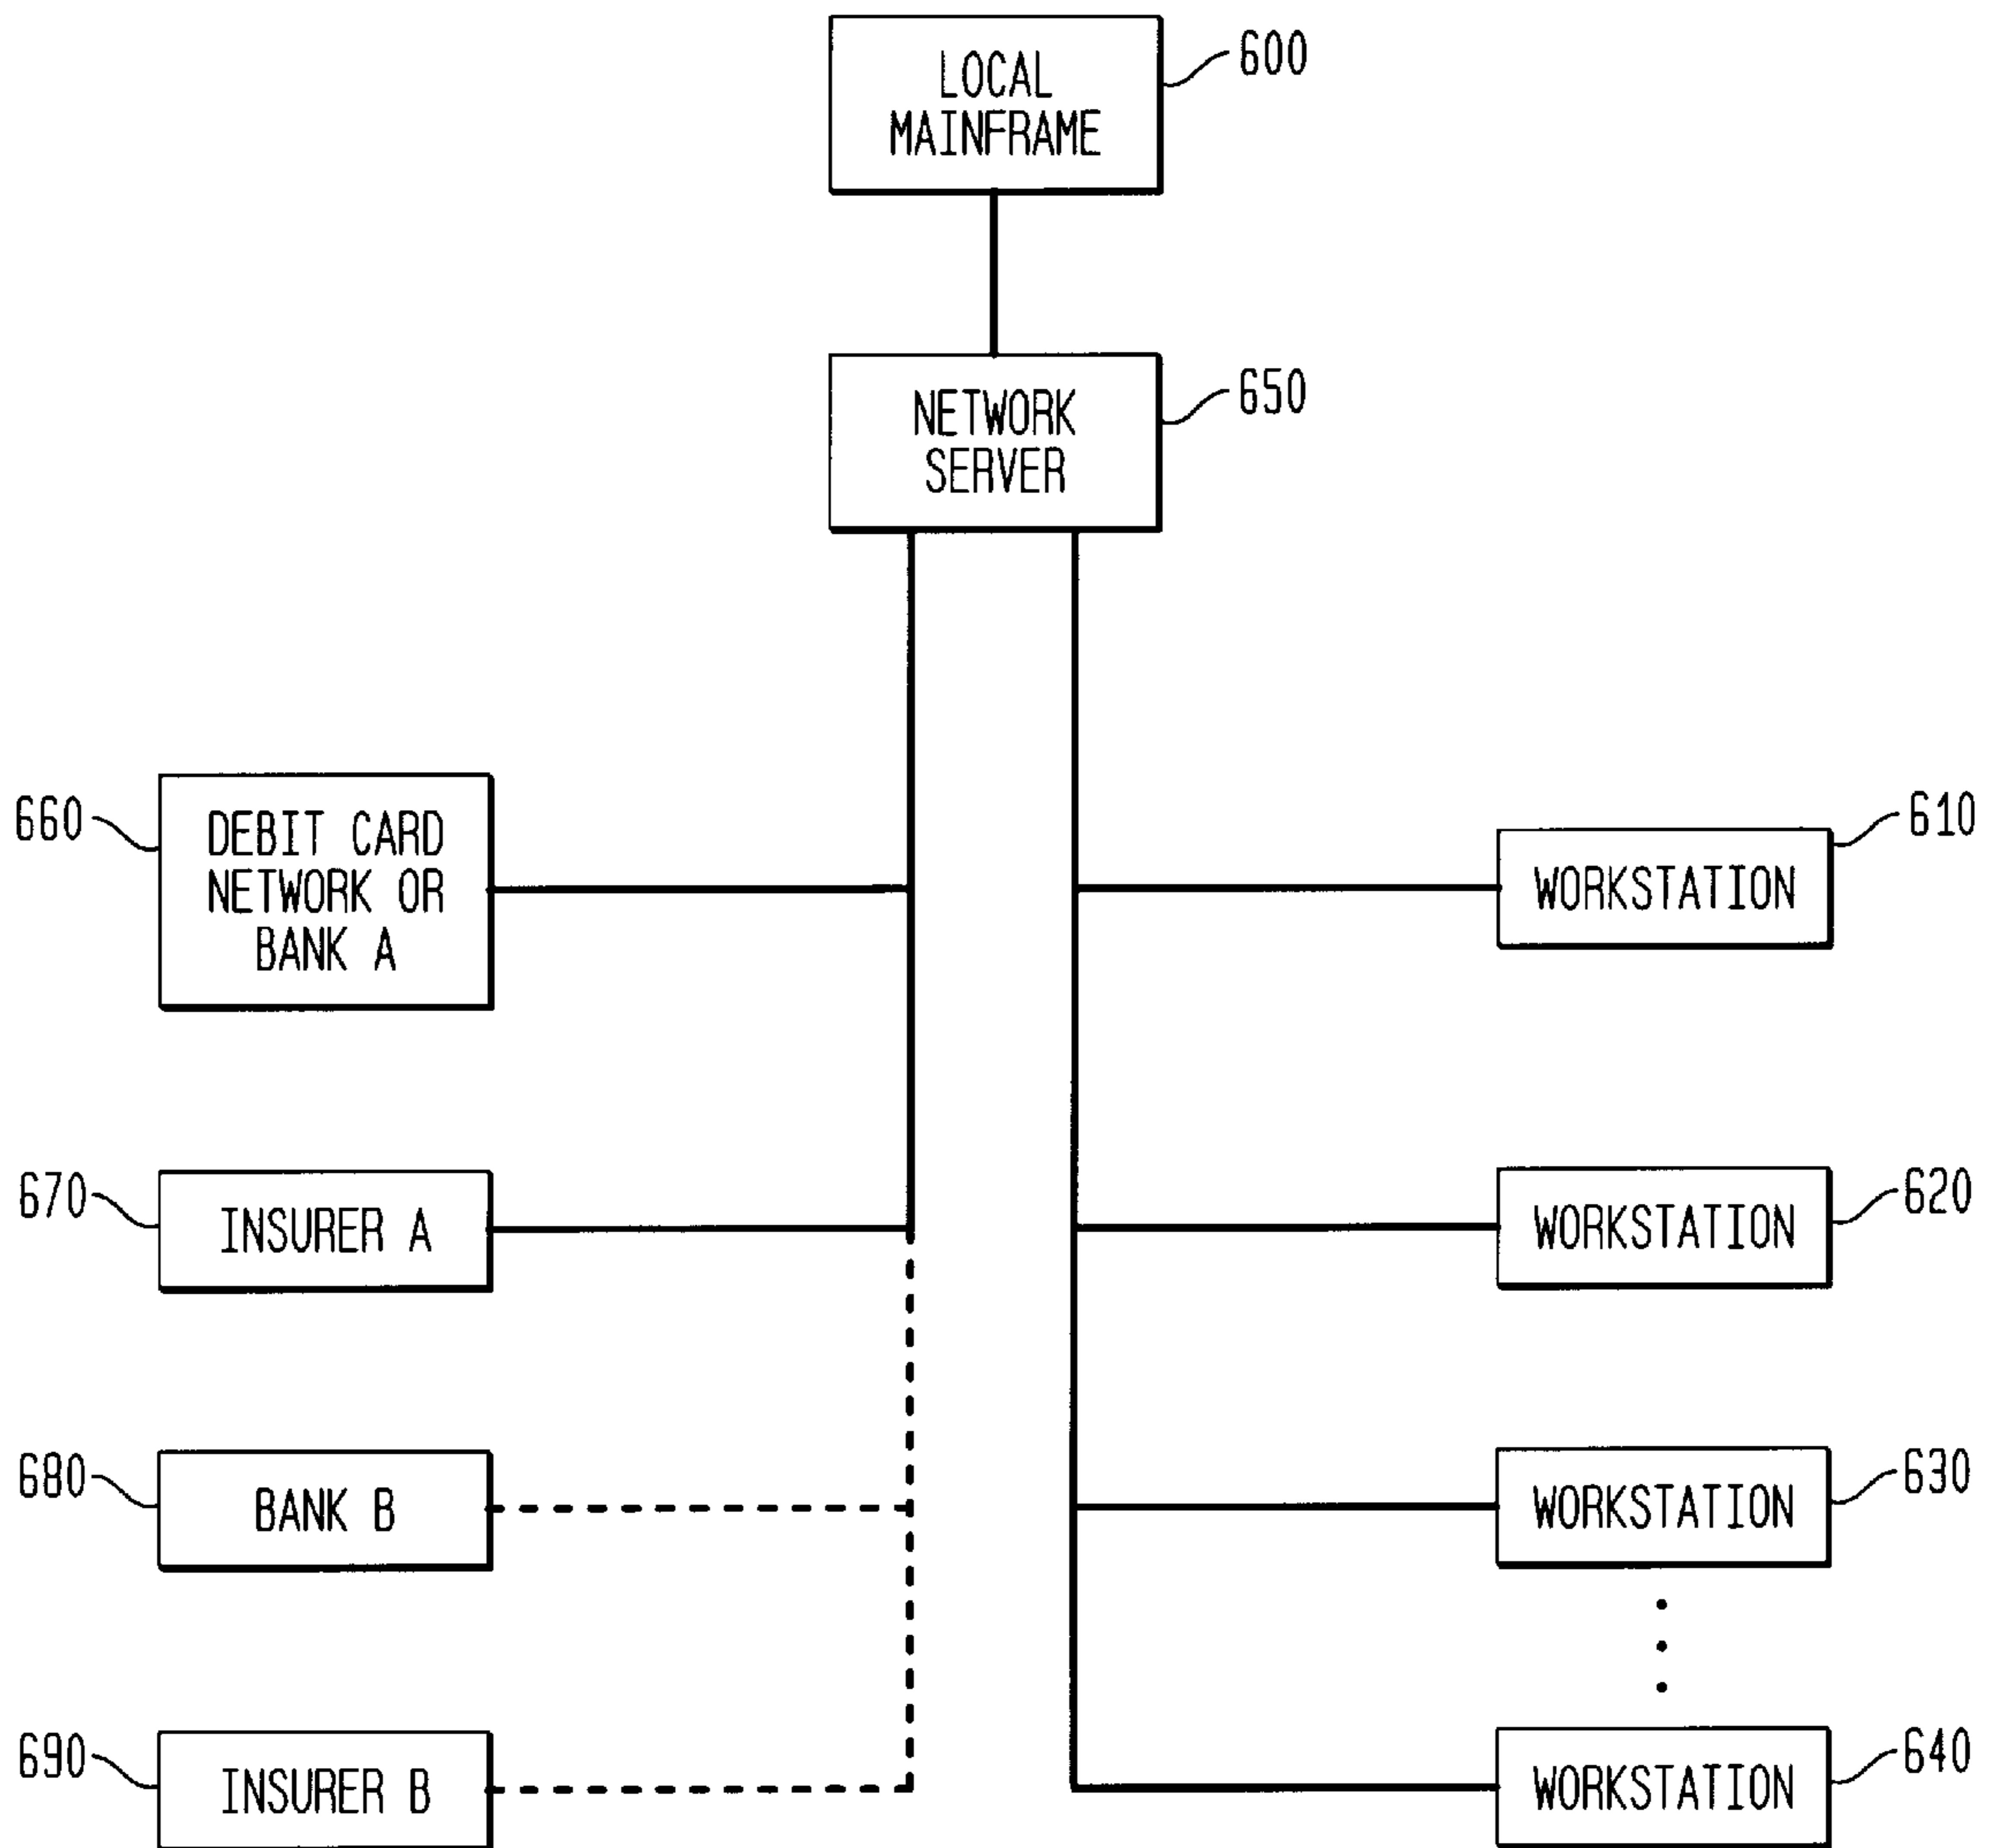 LOCAL
MAINFRAME
600
NETWORK
SERVER
650
660
DEBIT CARD
NETWORK OR
BANK A
610
WORKSTATION
670
INSURER A
620
WORKSTATION
680
BANK B
630
WORKSTATION
690
INSURER B
640
WORKSTATION